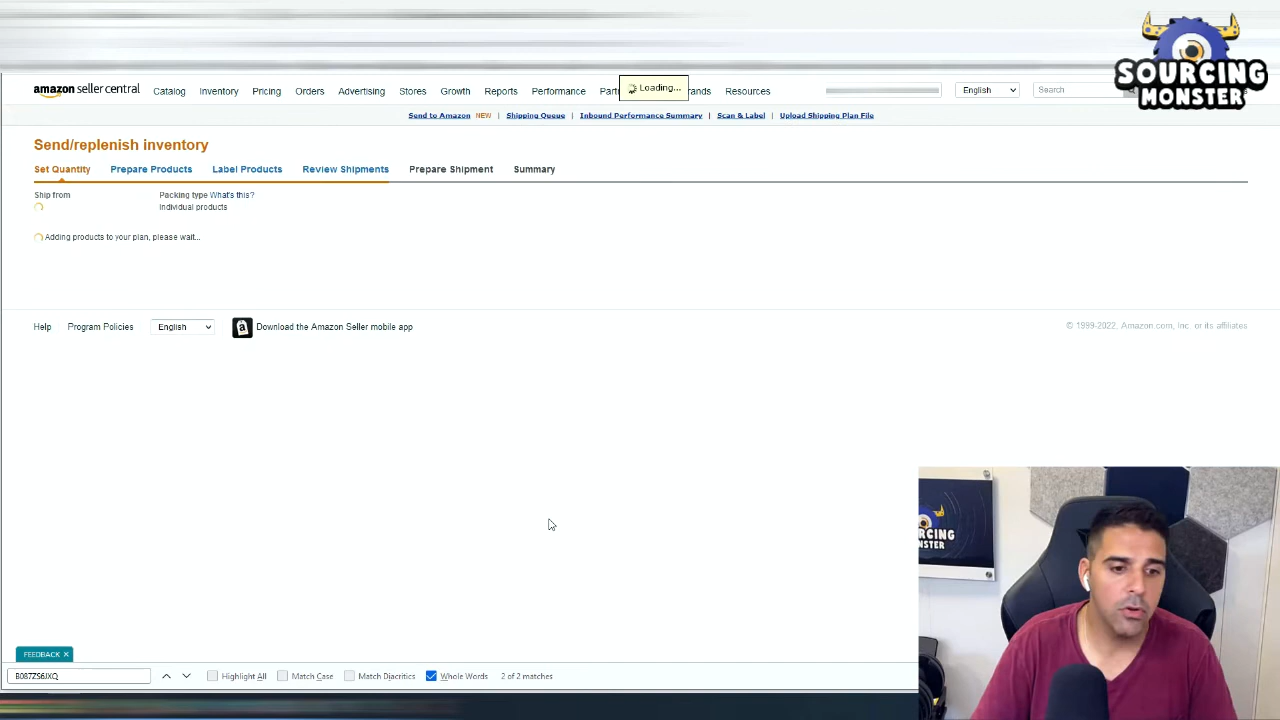 SOURCING
MONSTER
amazon seller central Catalog Inventory Pricing Orders Advertising Stores Growth Reports Performance Loading... Resources English Search
Send to Amazon NEW | Shipping Queue | Inbound Performance Summary | Scan & Label | Upload Shipping Plan File
Send/replenish inventory
Set Quantity Prepare Products Label Products Review Shipments Prepare Shipment Summary
Ship from Packing type What's this?
Individual products
Adding products to your plan, please wait...
Help Program Policies English Download the Amazon Seller mobile app © 1999-2022, Amazon.com, Inc. or its affiliates
FEEDBACK ×
B087ZS6JXQ Highlight All Match Case Match Diacritics Whole Words 2 of 2 matches